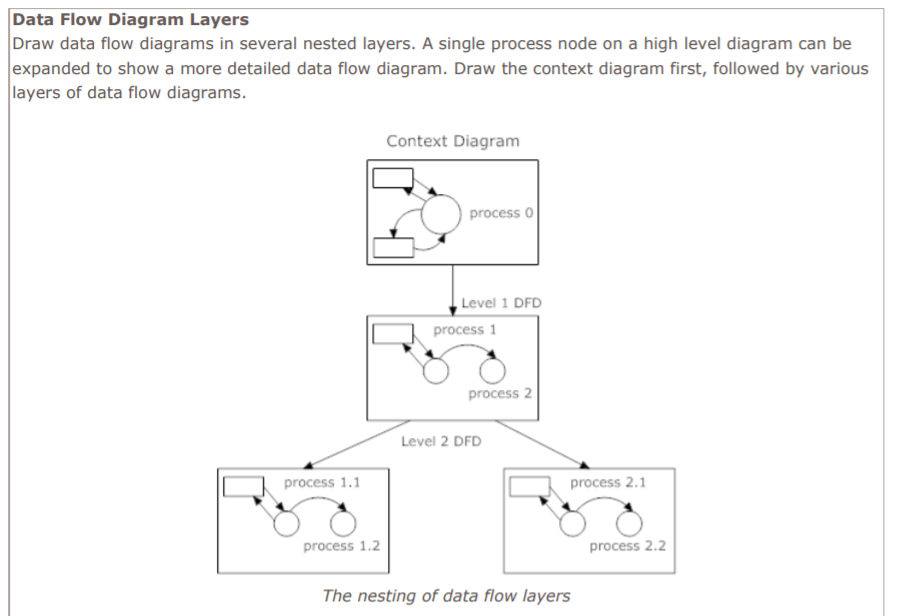 Data Flow Diagram Layers
Draw data flow diagrams in several nested layers. A single process node on a high level diagram can be
expanded to show a more detailed data flow diagram. Draw the context diagram first, followed by various
layers of data flow diagrams.
Context Diagram
process 0
Level 1 DFD
process 1
process 2
Level 2 DFD
process 1.1
process 2.1
process 1.2
process 2.2
The nesting of data flow layers